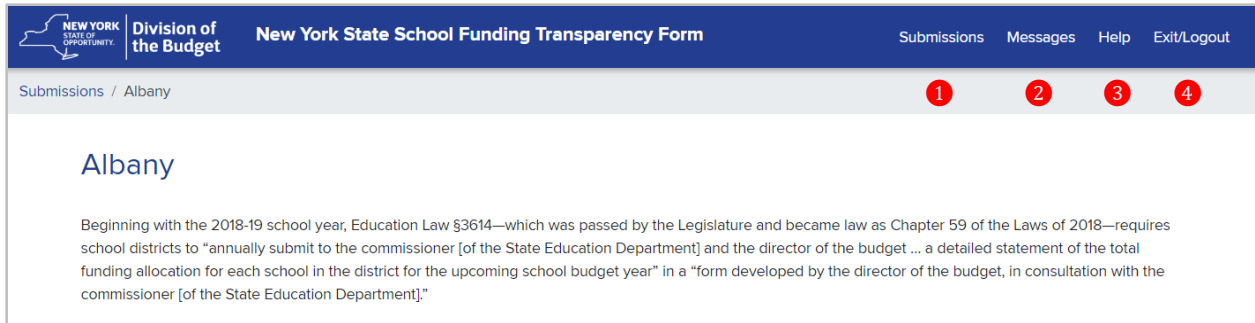 NEW YORK
STATE OF
OPPORTUNITY.
Division of
the Budget
New York State School Funding Transparency Form
Submissions Messages Help Exit/Logout
Submissions / Albany
1 2 3 4
Albany
Beginning with the 2018-19 school year, Education Law §3614—which was passed by the Legislature and became law as Chapter 59 of the Laws of 2018—requires
school districts to “annually submit to the commissioner [of the State Education Department] and the director of the budget ... a detailed statement of the total
funding allocation for each school in the district for the upcoming school budget year” in a “form developed by the director of the budget, in consultation with the
commissioner [of the State Education Department].”